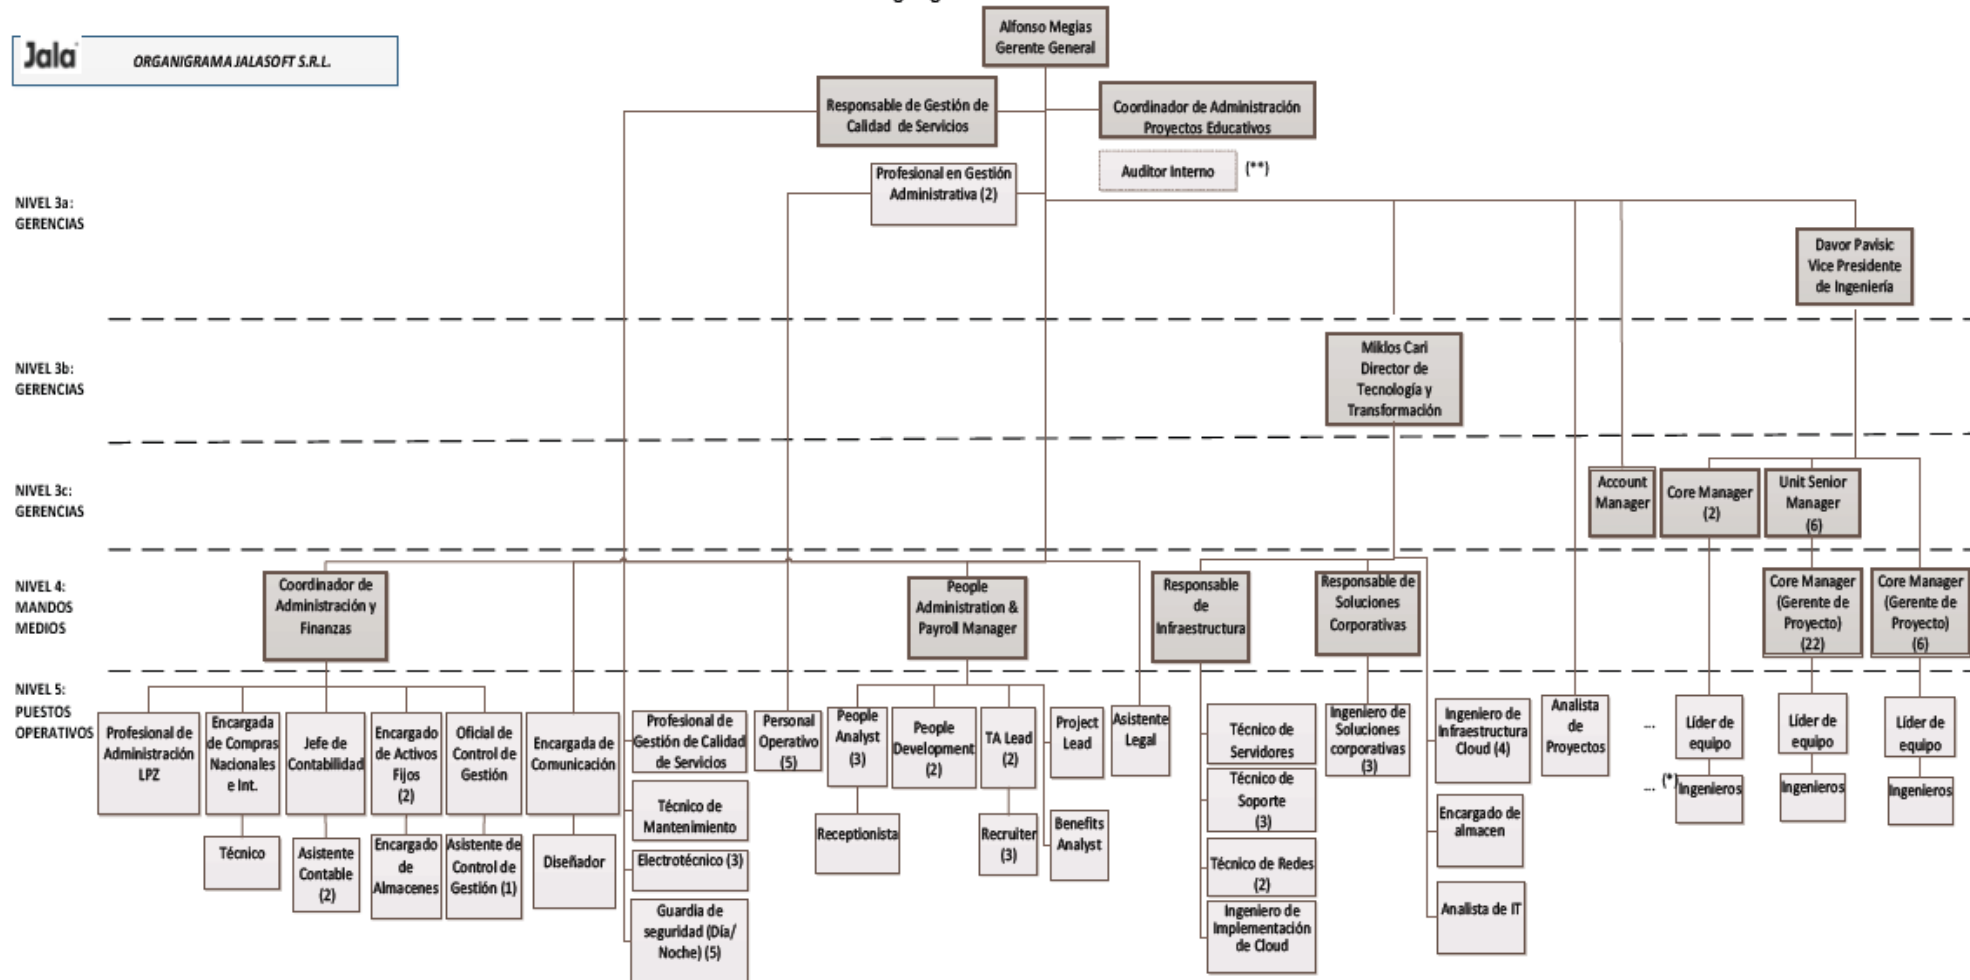 Alfonso Megias
Gerente General
Jala
ORGANIGRAMA JALASOFT S.R.L.
Responsable de Gestión de
Calidad de Servicios
Coordinador de Administración
Proyectos Educativos
Auditor Interno
(**)
Profesional en Gestión
Administrativa (2)
NIVEL 3a:
GERENCIAS
Davor Pavisic
Vice Presidente
de Ingeniería
NIVEL 3b:
GERENCIAS
Miklos Cari
Director de
Tecnología y
Transformación
NIVEL 3c:
GERENCIAS
Account
Manager
Core Manager
(2)
Unit Senior
Manager
(6)
NIVEL 4:
MANDOS
MEDIOS
Coordinador de
Administración y
Finanzas
People
Administration &
Payroll Manager
Responsable
de
Infraestructura
Responsable de
Soluciones
Corporativas
Core Manager
(Gerente de
Proyecto)
(22)
Core Manager
(Gerente de
Proyecto)
(6)
NIVEL 5:
PUESTOS
OPERATIVOS
Profesional de
Administración
LPZ
Encargada
de Compras
Nacionales
e Int.
Jefe de
Contabilidad
Encargado
de Activos
Fijos
(2)
Oficial de
Control de
Gestión
Encargada de
Comunicación
Profesional de
Gestión de Calidad
de Servicios
Personal
Operativo
(5)
People
Analyst
(3)
People
Development
(2)
TA Lead
(2)
Project
Lead
Asistente
Legal
Técnico de
Servidores
Ingeniero de
Soluciones
corporativas
(3)
Ingeniero de
Infraestructura
Cloud (4)
Analista
de
Proyectos
...
Líder de
equipo
Líder de
equipo
Líder de
equipo
Técnico
Asistente
Contable
(2)
Encargado
de
Almacenes
Asistente de
Control de
Gestión (1)
Diseñador
Técnico de
Mantenimiento
Electrotécnico (3)
Guardia de
seguridad (Día/
Noche) (5)
Receptionista
Recruiter
(3)
Benefits
Analyst
Técnico de
Soporte
(3)
Técnico de Redes
(2)
Ingeniero de
Implementación
de Cloud
Encargado de
almacen
Analista de IT
... (*)
Ingenieros
Ingenieros
Ingenieros